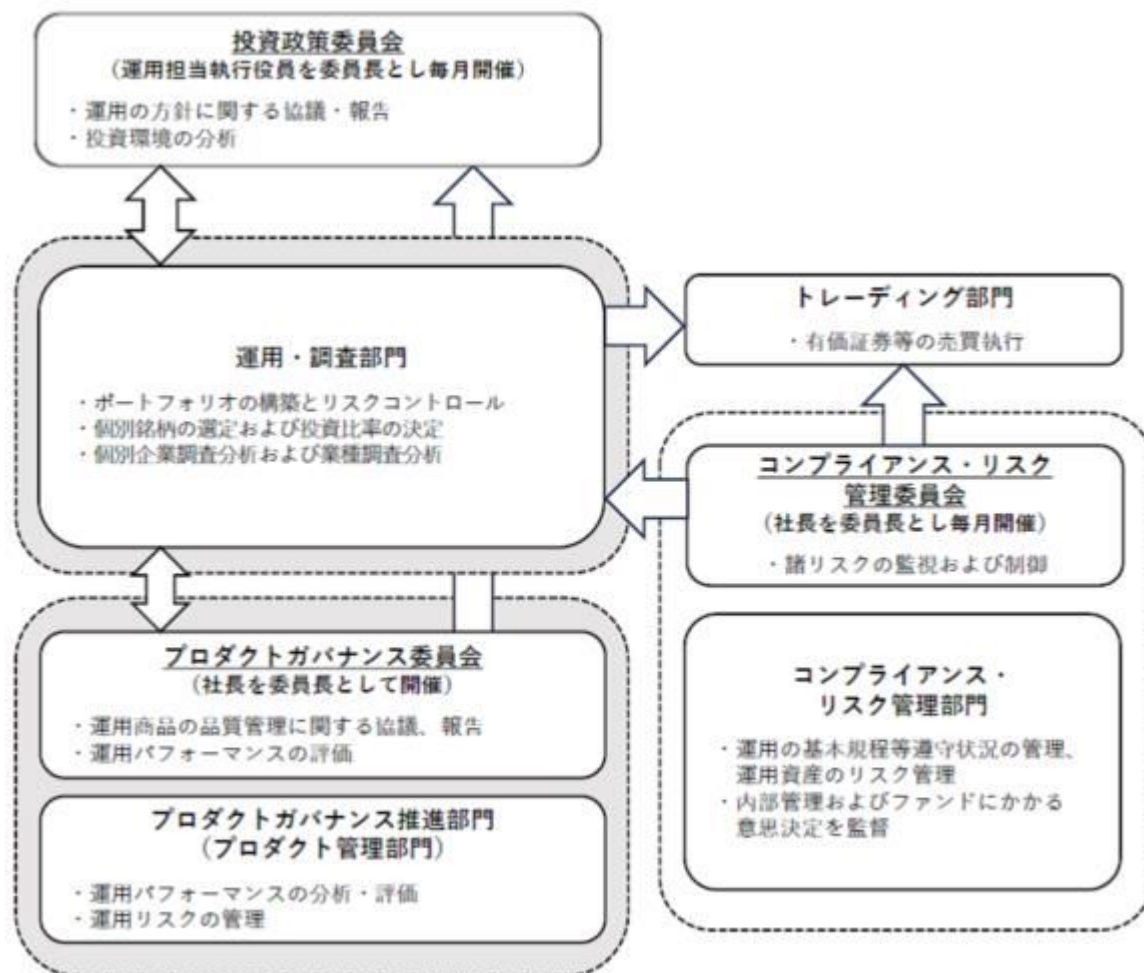 投資政策委員会
（運用担当執行役員を委員長とし毎月開催）
・運用の方針に関する協議・報告
・投資環境の分析
運用・調査部門
・ポートフォリオの構築とリスクコントロール
・個別銘柄の選定および投資比率の決定
・個別企業調査分析および業種調査分析
トレーディング部門
・有価証券等の売買執行
コンプライアンス・リスク
管理委員会
（社長を委員長とし毎月開催）
・諸リスクの監視および制御
プロダクトガバナンス委員会
（社長を委員長として開催）
・運用商品の品質管理に関する協議、報告
・運用パフォーマンスの評価
プロダクトガバナンス推進部門
（プロダクト管理部門）
・運用パフォーマンスの分析・評価
・運用リスクの管理
コンプライアンス・
リスク管理部門
・運用の基本規程等遵守状況の管理、
運用資産のリスク管理
・内部管理およびファンドにかかる
意思決定を監督